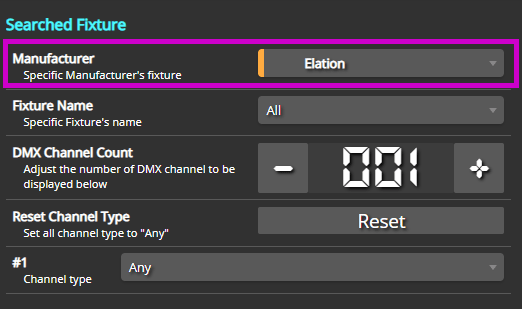 Searched Fixture
Manufacturer
Specific Manufacturer's fixture
Elation
Fixture Name
Specific Fixture's name
All
DMX Channel Count
Adjust the number of DMX channel to be
displayed below
− 001 +
Reset Channel Type
Set all channel type to "Any"
Reset
#1
Channel type
Any